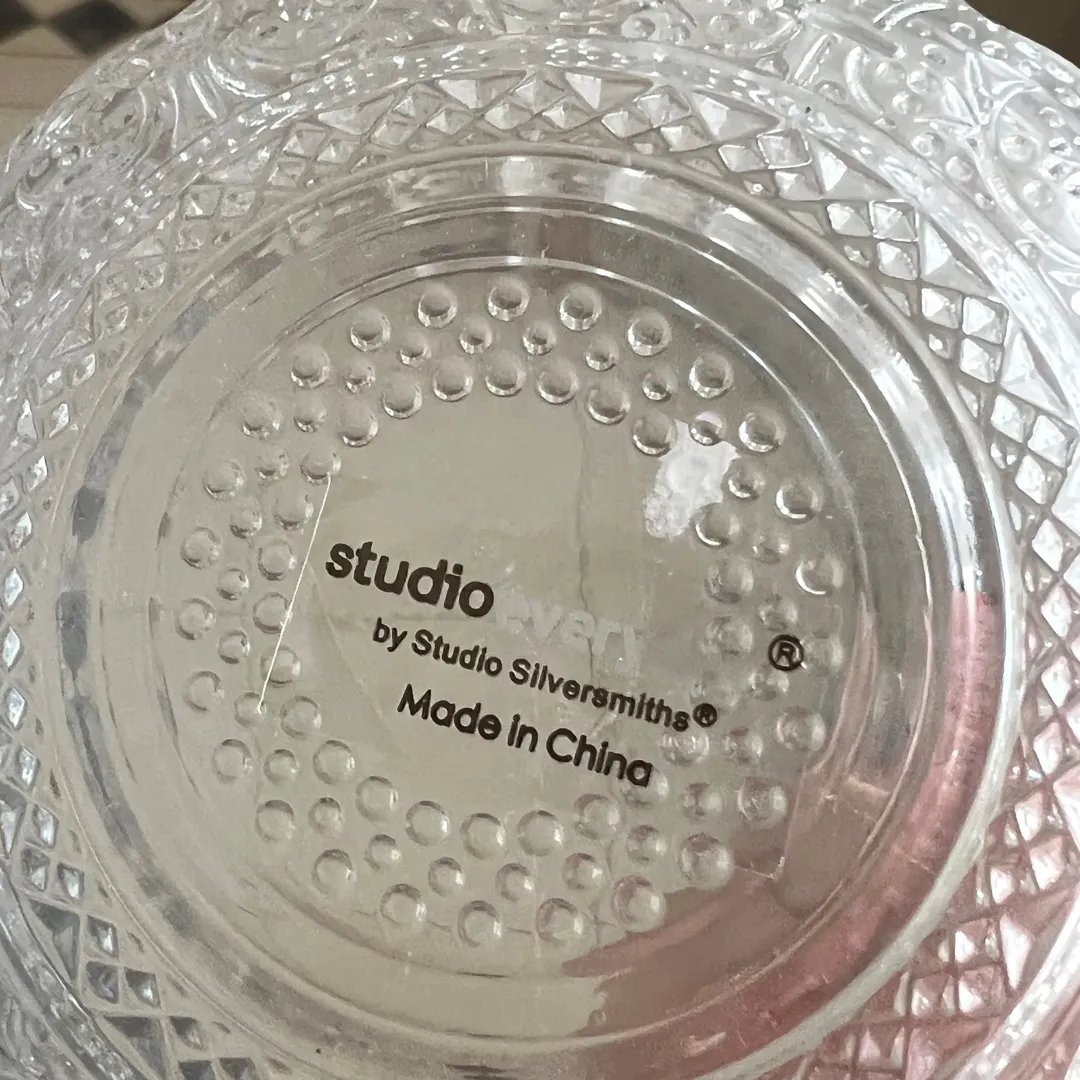 studio
by Studio Silversmiths®
Made in China
®